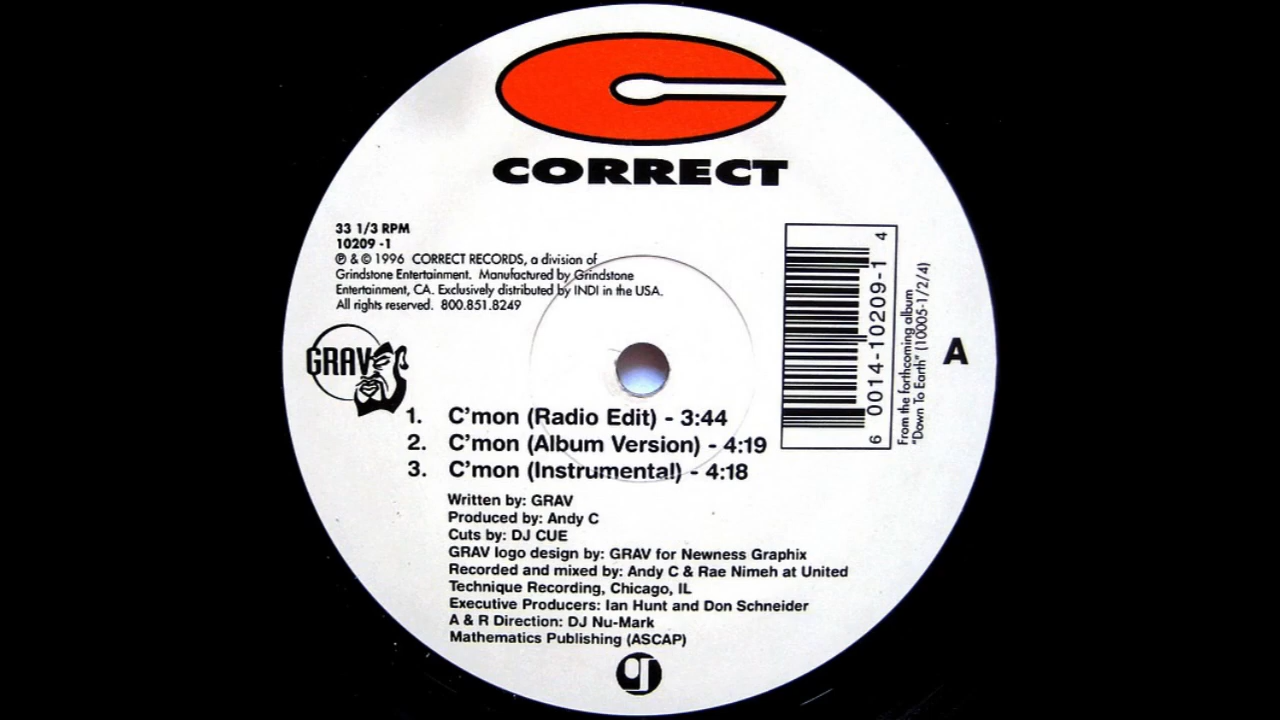 CORRECT
33 1/3 RPM
10209 -1
℗ & © 1996 CORRECT RECORDS, a division of
Grindstone Entertainment. Manufactured by Grindstone
Entertainment, CA. Exclusively distributed by INDI in the USA.
All rights reserved. 800.851.8249
GRAV
1. C'mon (Radio Edit) - 3:44
2. C'mon (Album Version) - 4:19
3. C'mon (Instrumental) - 4:18
Written by: GRAV
Produced by: Andy C
Cuts by: DJ CUE
GRAV logo design by: GRAV for Newness Graphix
Recorded and mixed by: Andy C & Rae Nimeh at United
Technique Recording, Chicago, IL
Executive Producers: Ian Hunt and Don Schneider
A & R Direction: DJ Nu-Mark
Mathematics Publishing (ASCAP)
6 0014-10209-1 4
From the forthcoming album
"Down To Earth" (10005-1/2/4)
A